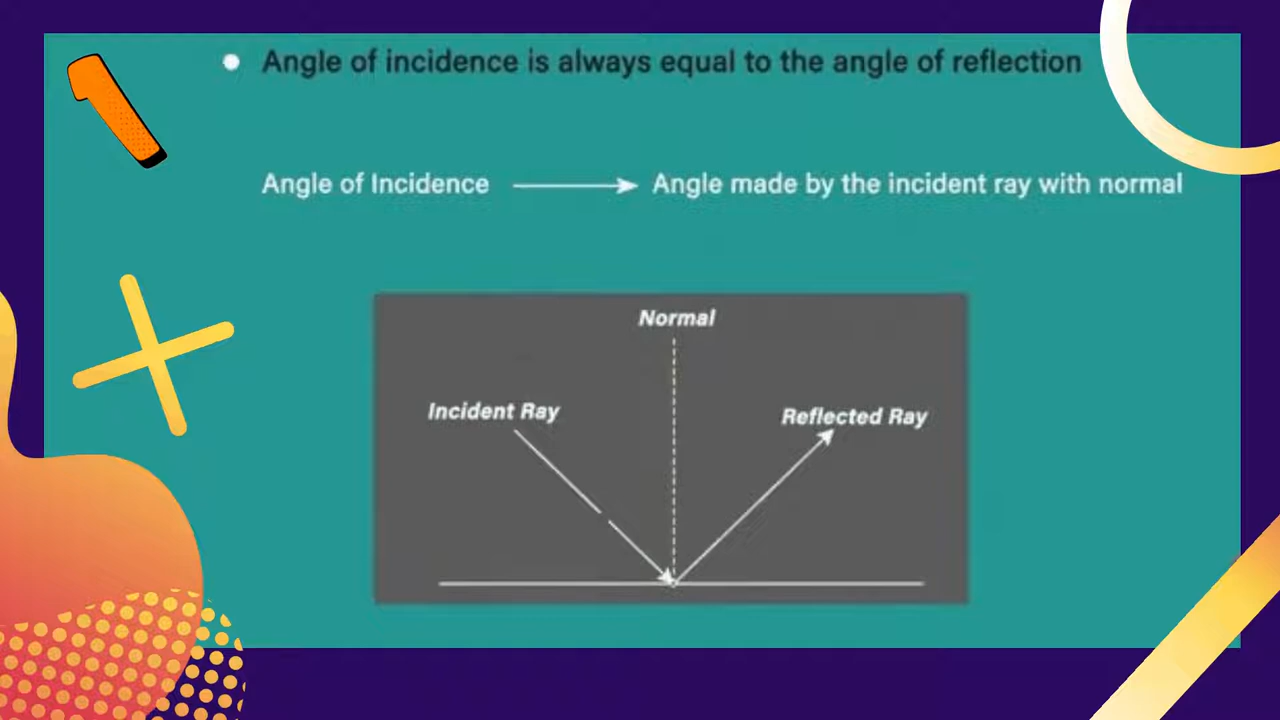 1
Angle of incidence is always equal to the angle of reflection
Angle of Incidence → Angle made by the incident ray with normal
Normal
Incident Ray
Reflected Ray